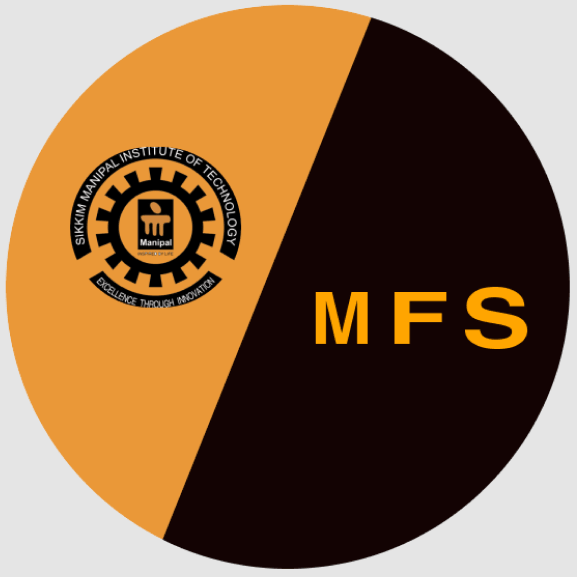 SIKKIM MANIPAL INSTITUTE OF TECHNOLOGY
Manipal
EXCELLENCE THROUGH INNOVATION
MFS